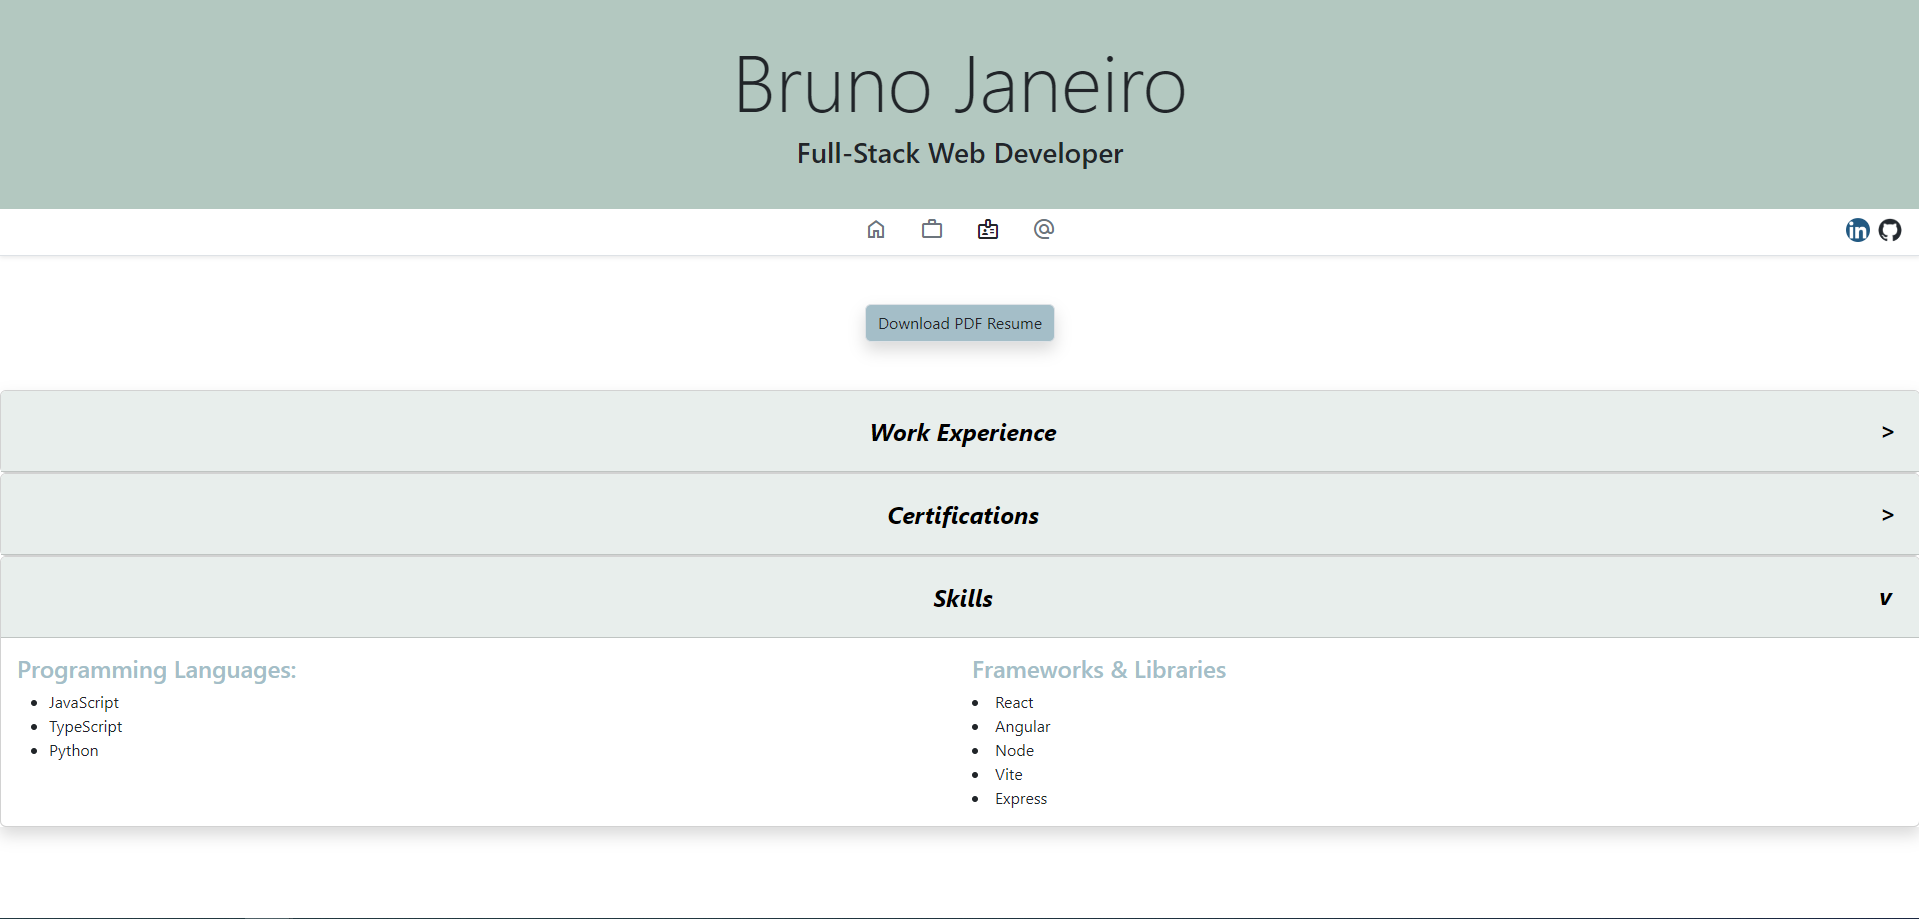 Bruno Janeiro
Full-Stack Web Developer
in
Download PDF Resume
Work Experience >
Certifications >
Skills v
Programming Languages:
JavaScript
TypeScript
Python
Frameworks & Libraries
React
Angular
Node
Vite
Express